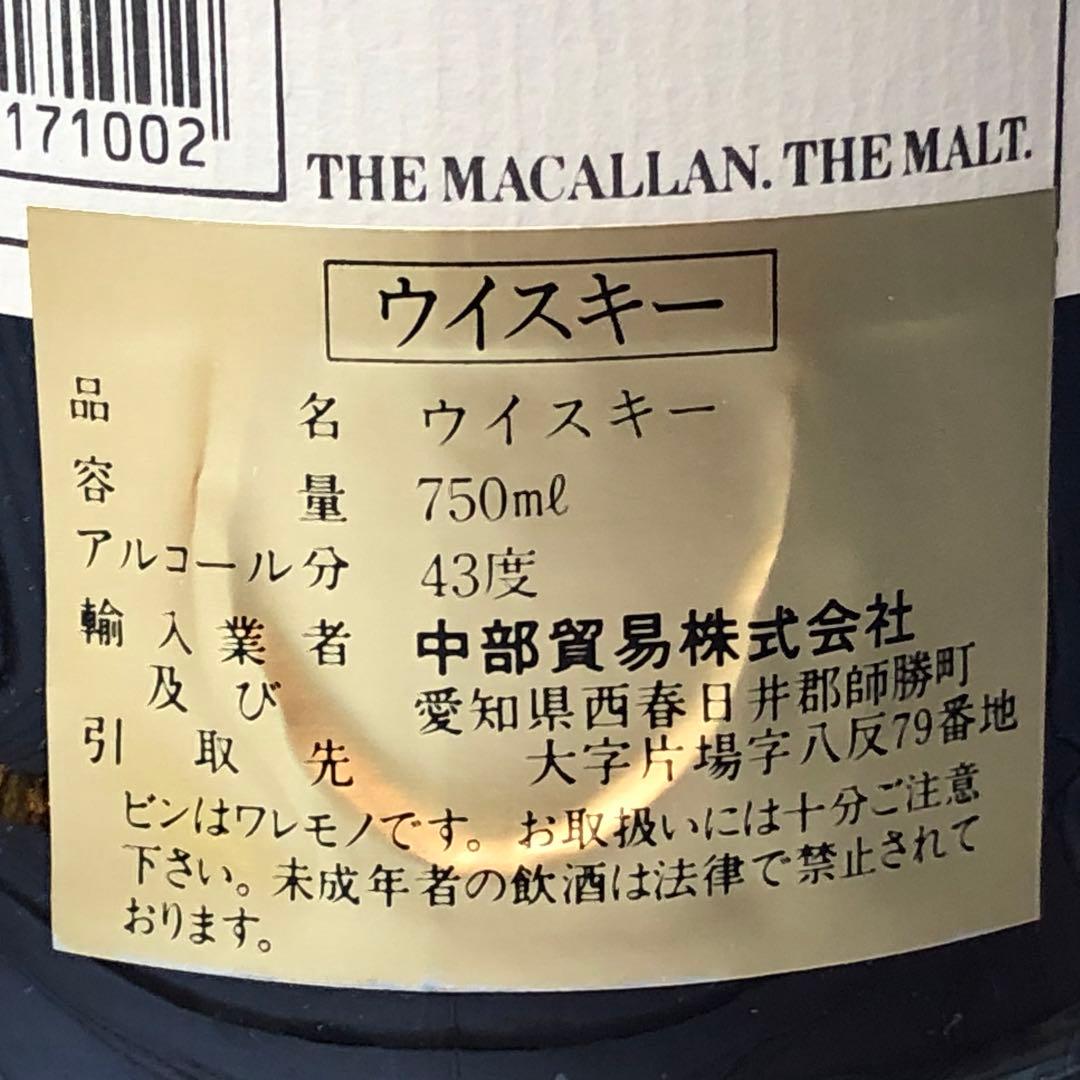 171002
THE MACALLAN. THE MALT.
ウイスキー
品名 ウイスキー
容量 750mℓ
アルコール分 43度
輸入業者 中部貿易株式会社
及び 愛知県西春日井郡師勝町
引取先 大字片場字八反79番地
ビンはワレモノです。お取扱いには十分ご注意
下さい。未成年者の飲酒は法律で禁止されて
おります。